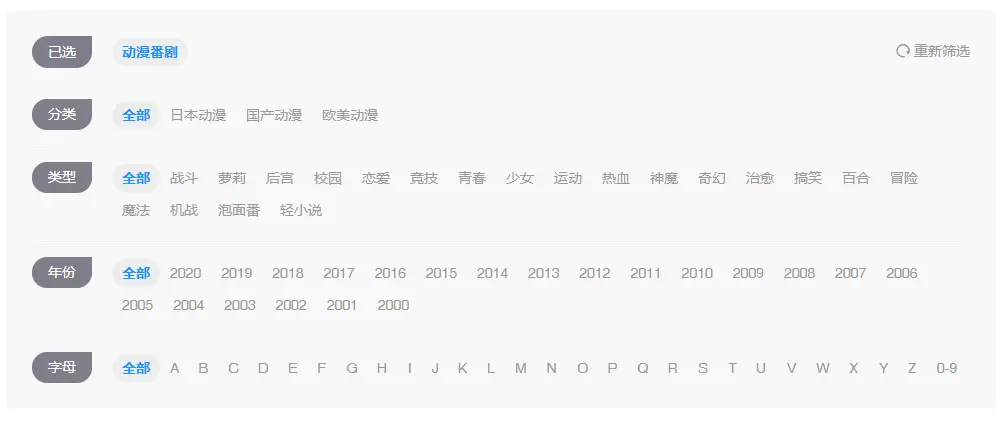 已选 动漫番剧 重新筛选
分类 全部 日本动漫 国产动漫 欧美动漫
类型 全部 战斗 萝莉 后宫 校园 恋爱 竞技 青春 少女 运动 热血 神魔 奇幻 治愈 搞笑 百合 冒险
魔法 机战 泡面番 轻小说
年份 全部 2020 2019 2018 2017 2016 2015 2014 2013 2012 2011 2010 2009 2008 2007 2006
2005 2004 2003 2002 2001 2000
字母 全部 A B C D E F G H I J K L M N O P Q R S T U V W X Y Z 0-9